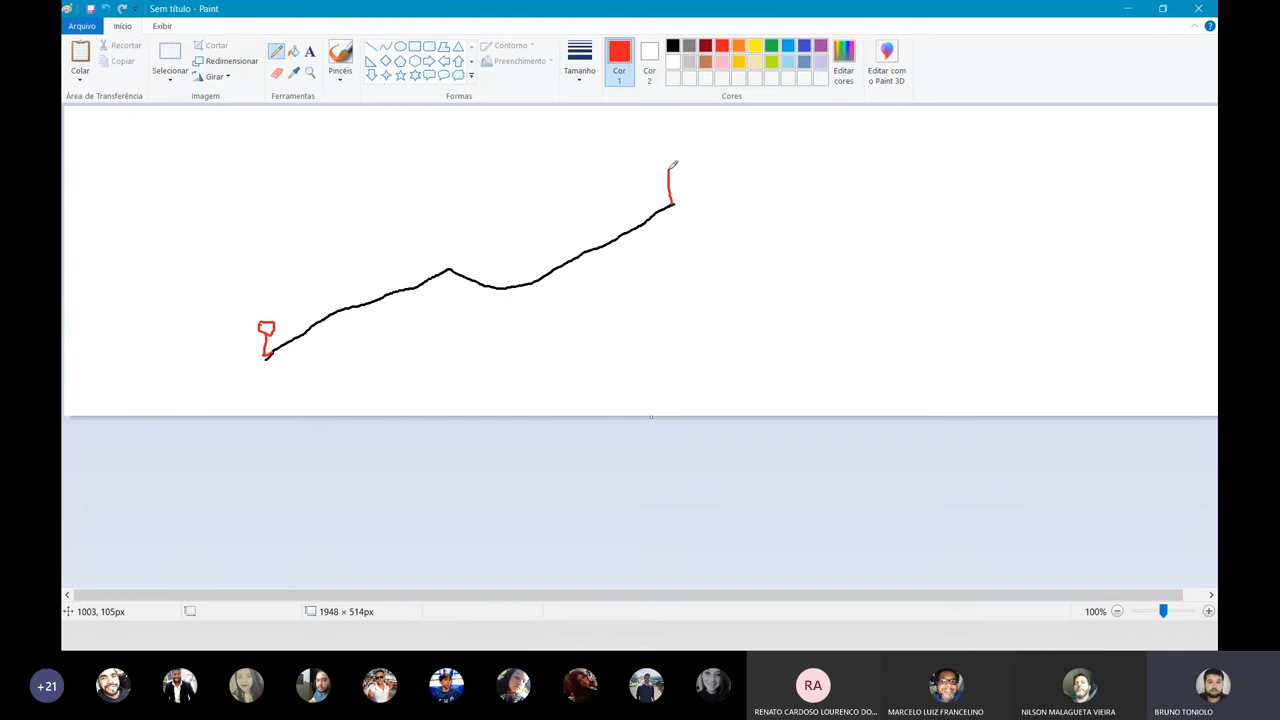 Sem título - Paint
Arquivo Início Exibir
Colar
Recortar
Copiar
Área de Transferência
Selecionar
Cortar
Redimensionar
Girar
Imagem
A
Ferramentas
Pincéis
Contorno
Preenchimento
Formas
Tamanho
Cor
1
Cor
2
Editar
cores
Cores
Editar com
o Paint 3D
1003, 105px
1948 × 514px
100%
+21
RA
RENATO CARDOSO LOURENCO DO...
MARCELO LUIZ FRANCELINO
NILSON MALAGUETA VIEIRA
BRUNO TONIOLO